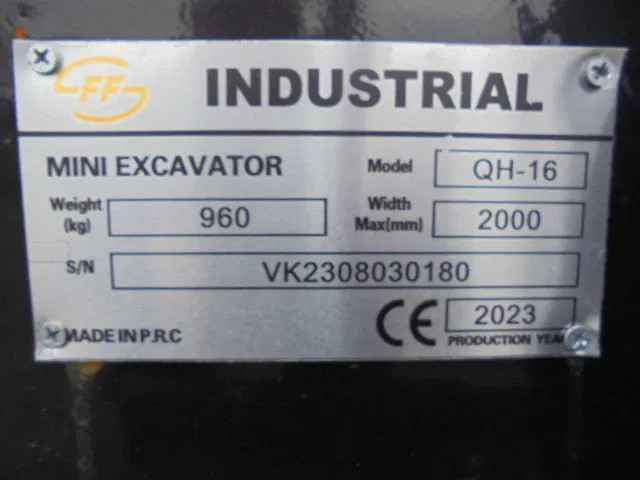 FF INDUSTRIAL
MINI EXCAVATOR Model QH-16
Weight (kg) 960 Width Max(mm) 2000
S/N VK2308030180
MADE IN P.R.C CE 2023
PRODUCTION YEAR